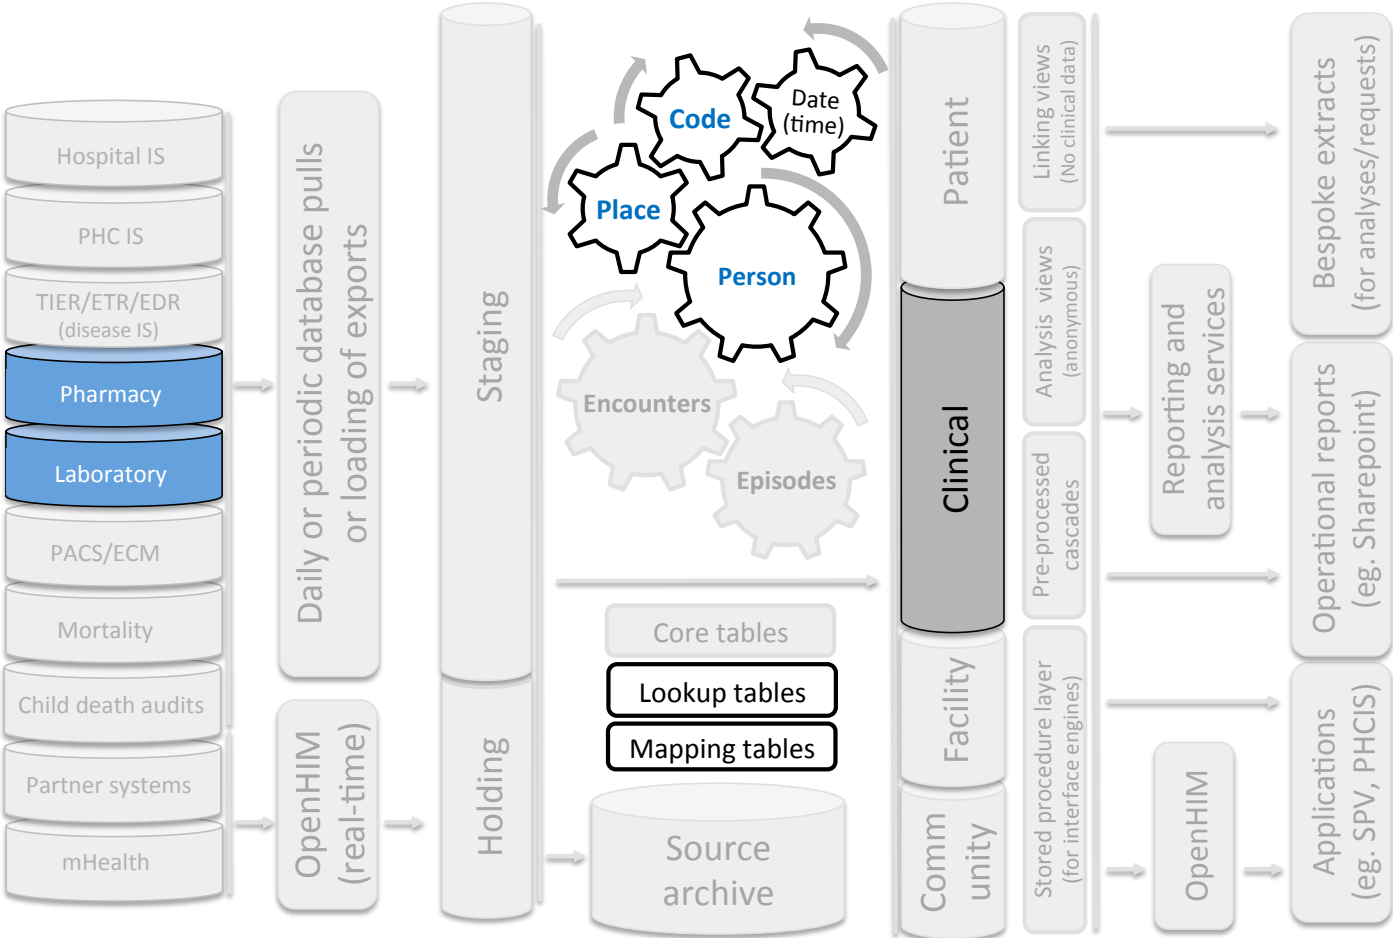 Hospital IS
PHC IS
TIER/ETR/EDR
(disease IS)
Pharmacy
Laboratory
PACS/ECM
Mortality
Child death audits
Partner systems
mHealth
Daily or periodic database pulls
or loading of exports
OpenHIM
(real-time)
Staging
Holding
Code
Date
(time)
Place
Person
Encounters
Episodes
Core tables
Lookup tables
Mapping tables
Source
archive
Patient
Clinical
Facility
Comm
unity
Linking views
(No clinical data)
Analysis views
(anonymous)
Pre-processed
cascades
Stored procedure layer
(for interface engines)
Reporting and
analysis services
OpenHIM
Bespoke extracts
(for analyses/requests)
Operational reports
(eg. Sharepoint)
Applications
(eg. SPV, PHCIS)